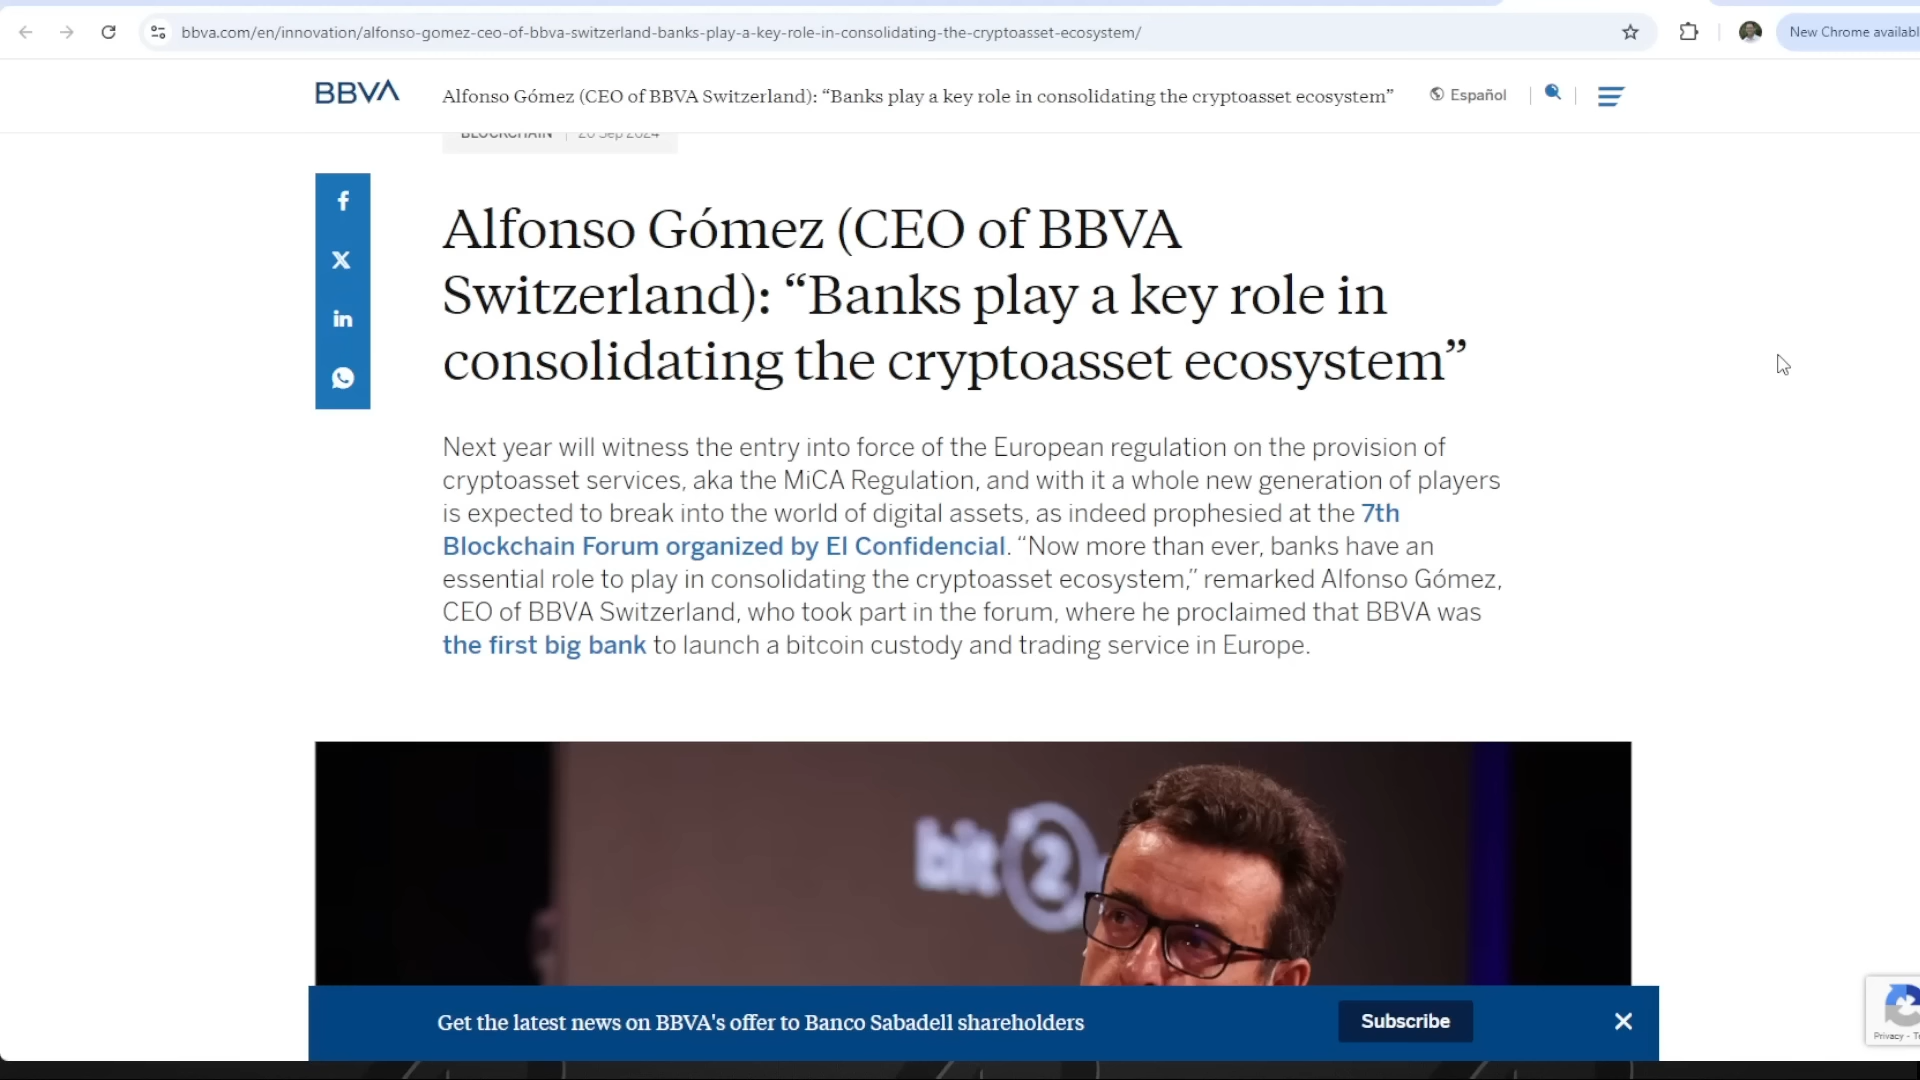 bbva.com/en/innovation/alfonso-gomez-ceo-of-bbva-switzerland-banks-play-a-key-role-in-consolidating-the-cryptoasset-ecosystem/
New Chrome availabl
BBVA
Alfonso Gómez (CEO of BBVA Switzerland): “Banks play a key role in consolidating the cryptoasset ecosystem”
Español
BLOCKCHAIN | 20 Sep 2024
Alfonso Gómez (CEO of BBVA
Switzerland): “Banks play a key role in
consolidating the cryptoasset ecosystem”
Next year will witness the entry into force of the European regulation on the provision of
cryptoasset services, aka the MiCA Regulation, and with it a whole new generation of players
is expected to break into the world of digital assets, as indeed prophesied at the 7th
Blockchain Forum organized by El Confidencial. “Now more than ever, banks have an
essential role to play in consolidating the cryptoasset ecosystem,” remarked Alfonso Gómez,
CEO of BBVA Switzerland, who took part in the forum, where he proclaimed that BBVA was
the first big bank to launch a bitcoin custody and trading service in Europe.
bit2
Get the latest news on BBVA's offer to Banco Sabadell shareholders
Subscribe
Privacy - Te